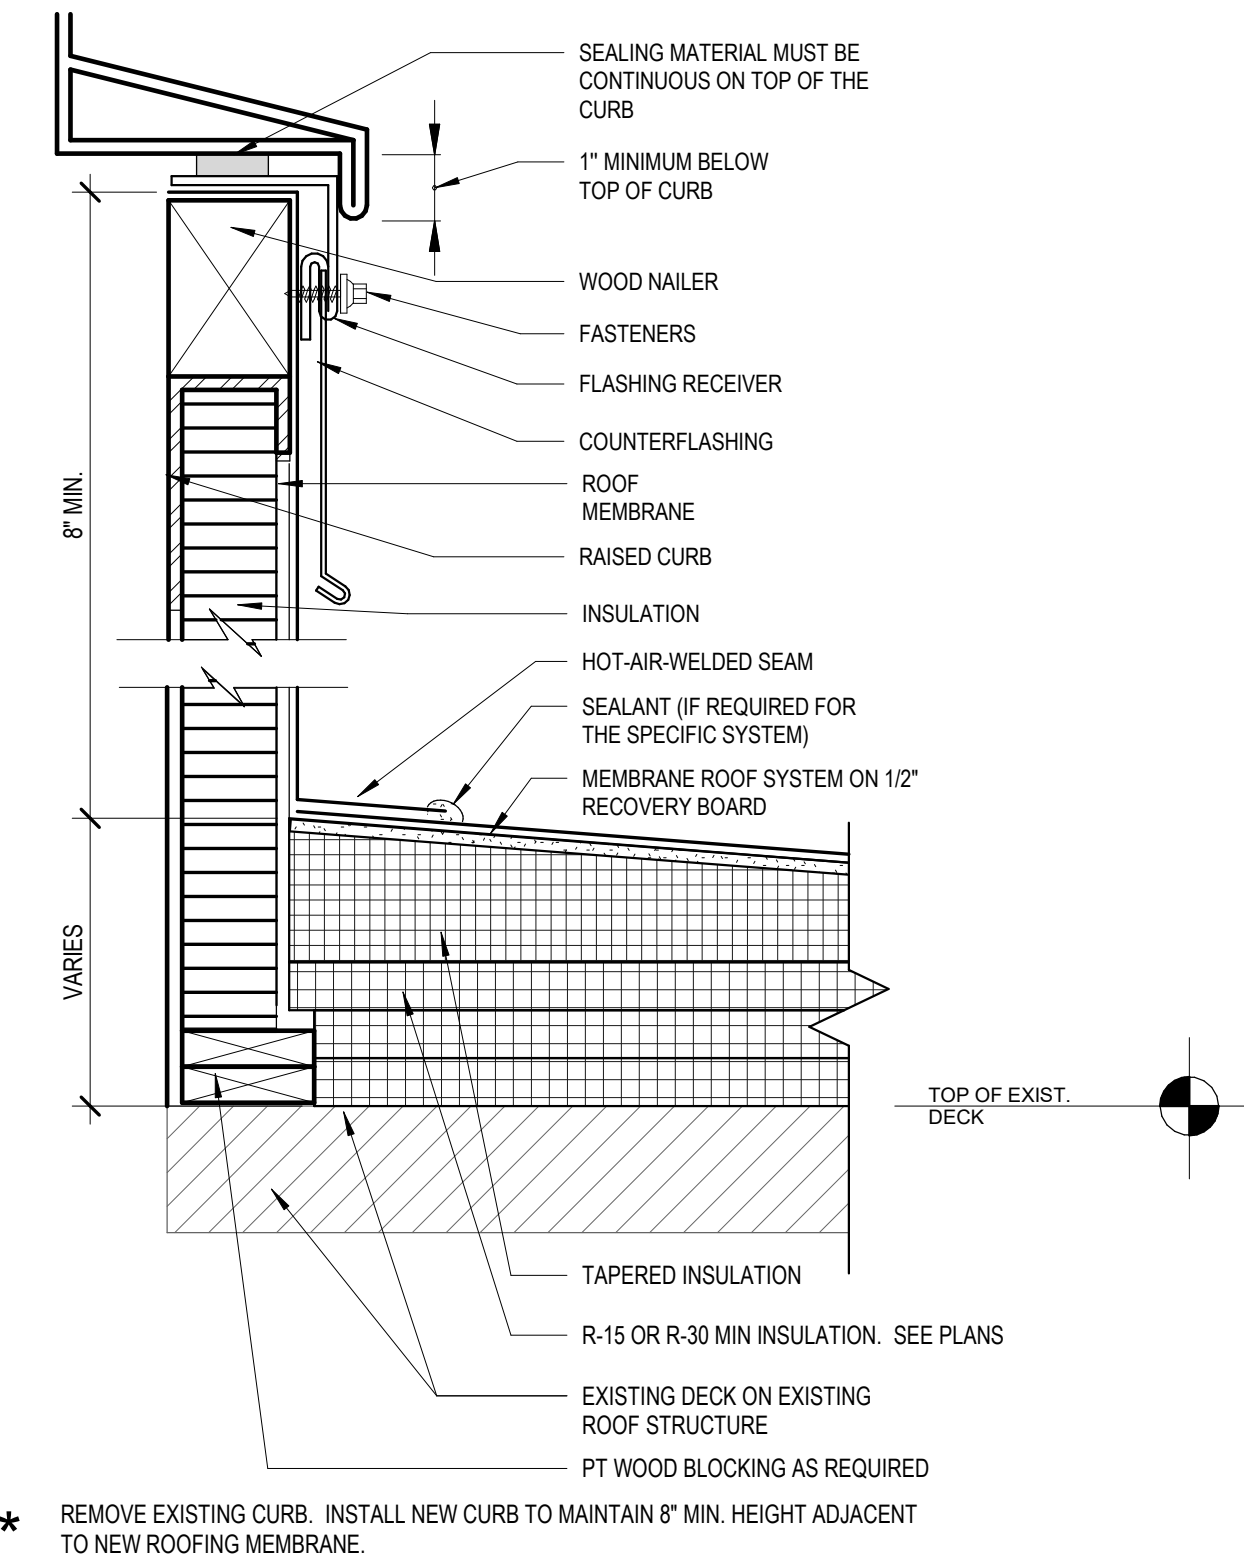 SEALING MATERIAL MUST BE
CONTINUOUS ON TOP OF THE
CURB
1" MINIMUM BELOW
TOP OF CURB
WOOD NAILER
FASTENERS
FLASHING RECEIVER
COUNTERFLASHING
ROOF
MEMBRANE
8" MIN.
RAISED CURB
INSULATION
HOT-AIR-WELDED SEAM
SEALANT (IF REQUIRED FOR
THE SPECIFIC SYSTEM)
MEMBRANE ROOF SYSTEM ON 1/2"
RECOVERY BOARD
VARIES
TOP OF EXIST.
DECK
TAPERED INSULATION
R-15 OR R-30 MIN INSULATION. SEE PLANS
EXISTING DECK ON EXISTING
ROOF STRUCTURE
PT WOOD BLOCKING AS REQUIRED
* REMOVE EXISTING CURB. INSTALL NEW CURB TO MAINTAIN 8" MIN. HEIGHT ADJACENT
TO NEW ROOFING MEMBRANE.